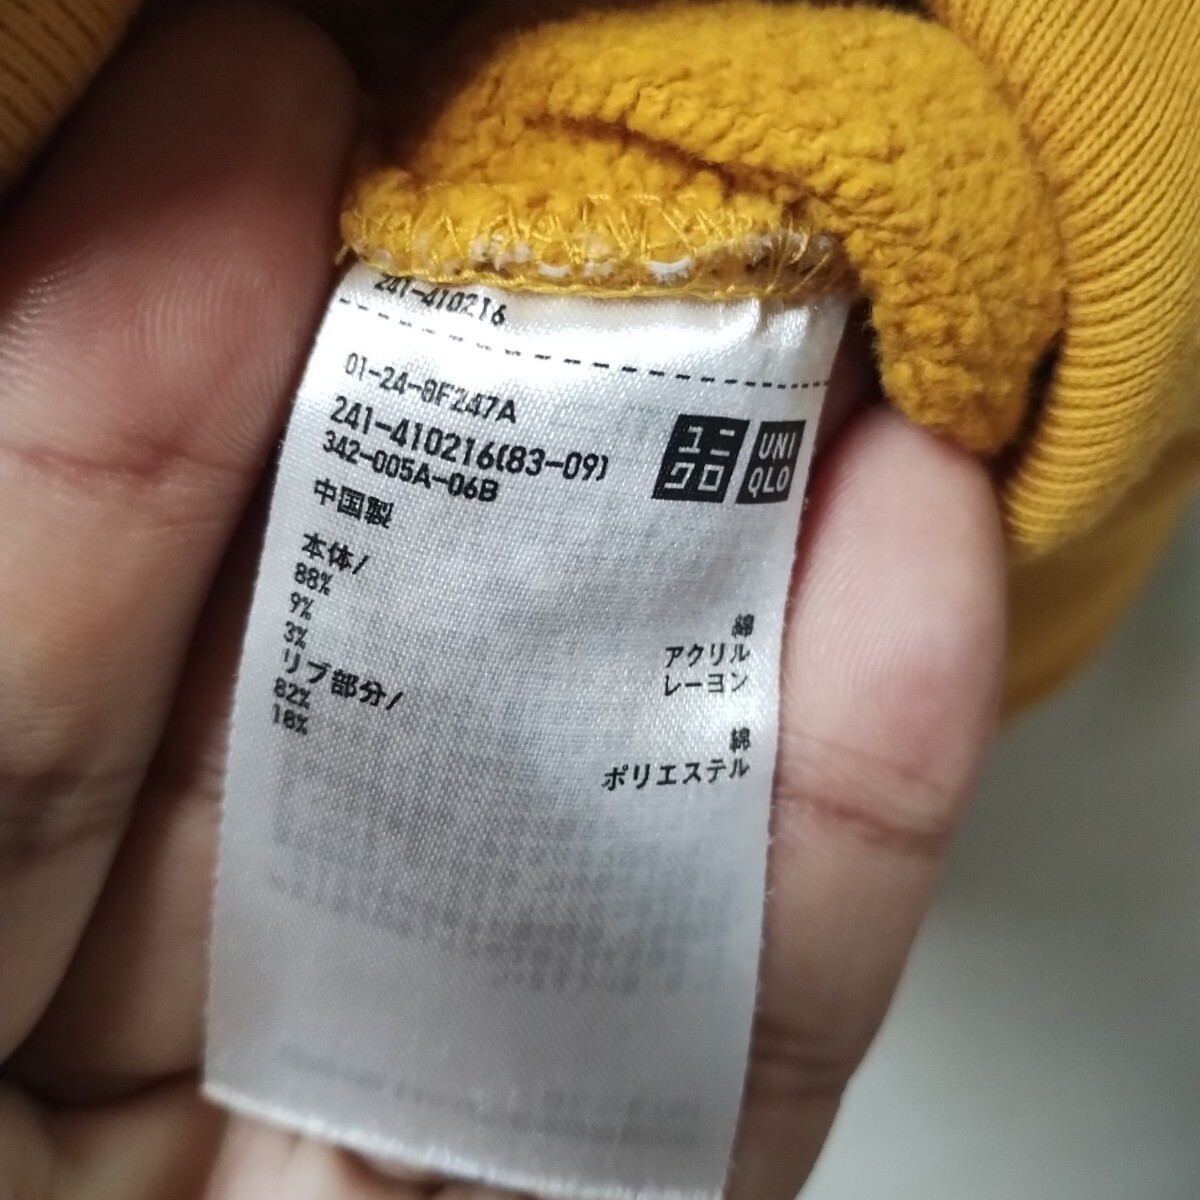 241-410216
01-24-8F247A
241-410216(83-09)
342-005A-06B
ユニ
クロ
UNI
QLO
中国製
本体/
88% 綿
9% アクリル
3% レーヨン
リブ部分/
82% 綿
18% ポリエステル